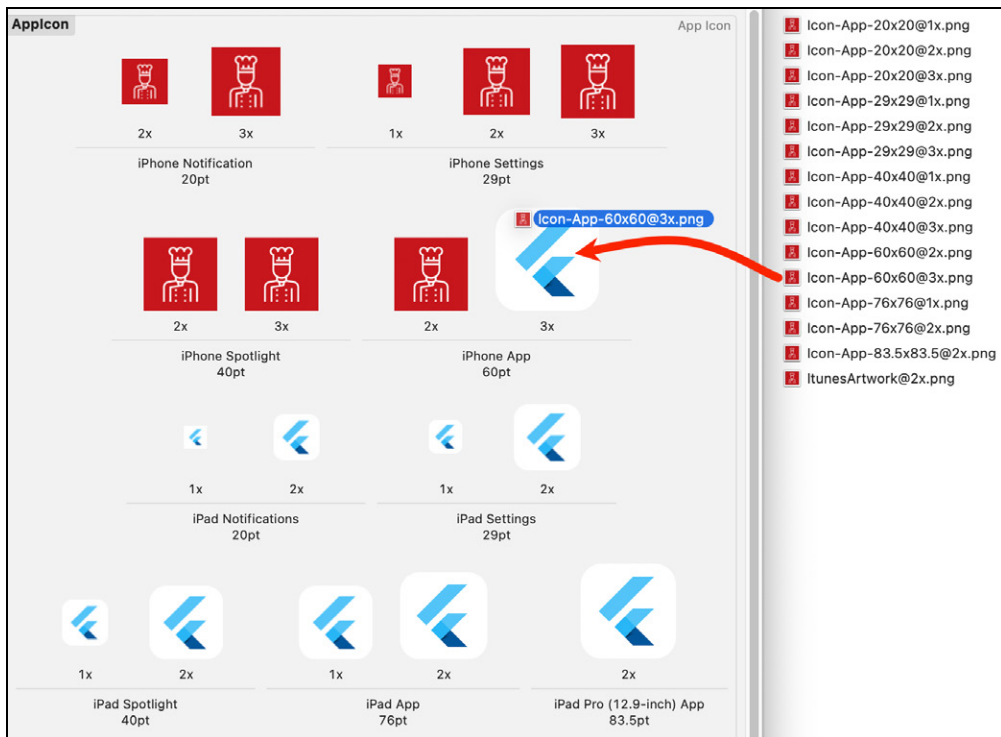 AppIcon
App Icon
2x
3x
1x
2x
3x
iPhone Notification
20pt
iPhone Settings
29pt
Icon-App-60x60@3x.png
2x
3x
2x
3x
iPhone Spotlight
40pt
iPhone App
60pt
1x
2x
1x
2x
iPad Notifications
20pt
iPad Settings
29pt
1x
2x
1x
2x
2x
iPad Spotlight
40pt
iPad App
76pt
iPad Pro (12.9-inch) App
83.5pt
Icon-App-20x20@1x.png
Icon-App-20x20@2x.png
Icon-App-20x20@3x.png
Icon-App-29x29@1x.png
Icon-App-29x29@2x.png
Icon-App-29x29@3x.png
Icon-App-40x40@1x.png
Icon-App-40x40@2x.png
Icon-App-40x40@3x.png
Icon-App-60x60@2x.png
Icon-App-60x60@3x.png
Icon-App-76x76@1x.png
Icon-App-76x76@2x.png
Icon-App-83.5x83.5@2x.png
ItunesArtwork@2x.png